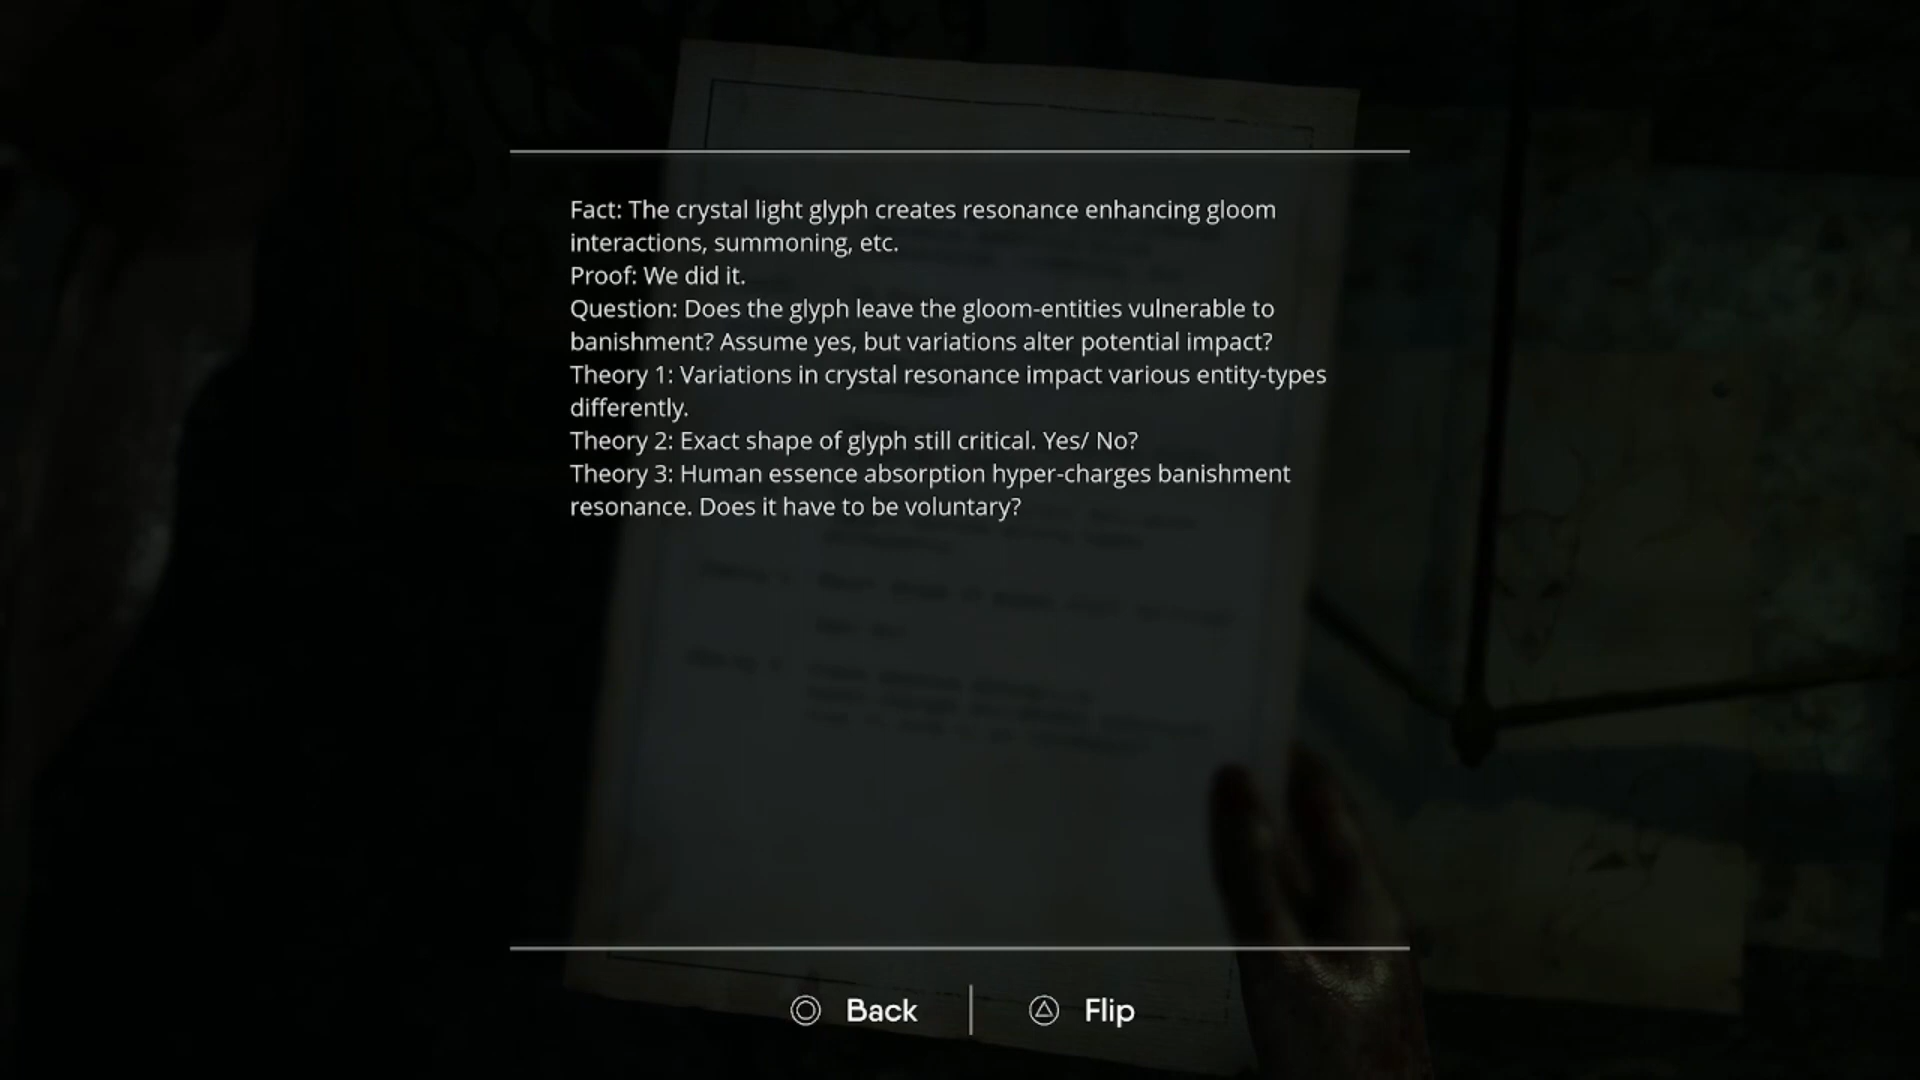 Fact: The crystal light glyph creates resonance enhancing gloom
interactions, summoning, etc.
Proof: We did it.
Question: Does the glyph leave the gloom-entities vulnerable to
banishment? Assume yes, but variations alter potential impact?
Theory 1: Variations in crystal resonance impact various entity-types
differently.
Theory 2: Exact shape of glyph still critical. Yes/ No?
Theory 3: Human essence absorption hyper-charges banishment
resonance. Does it have to be voluntary?
Back
Flip